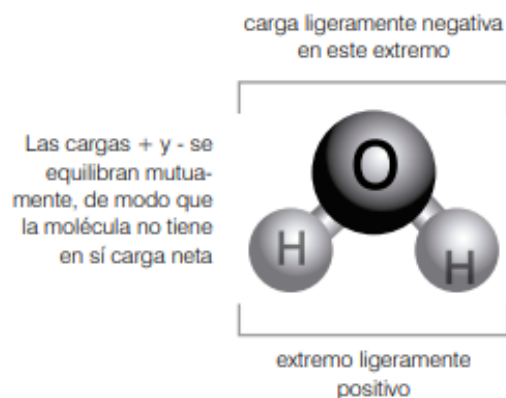 carga ligeramente negativa
en este extremo
Las cargas + y - se
equilibran mutua-
mente, de modo que
la molécula no tiene
en sí carga neta
O
H
H
extremo ligeramente
positivo